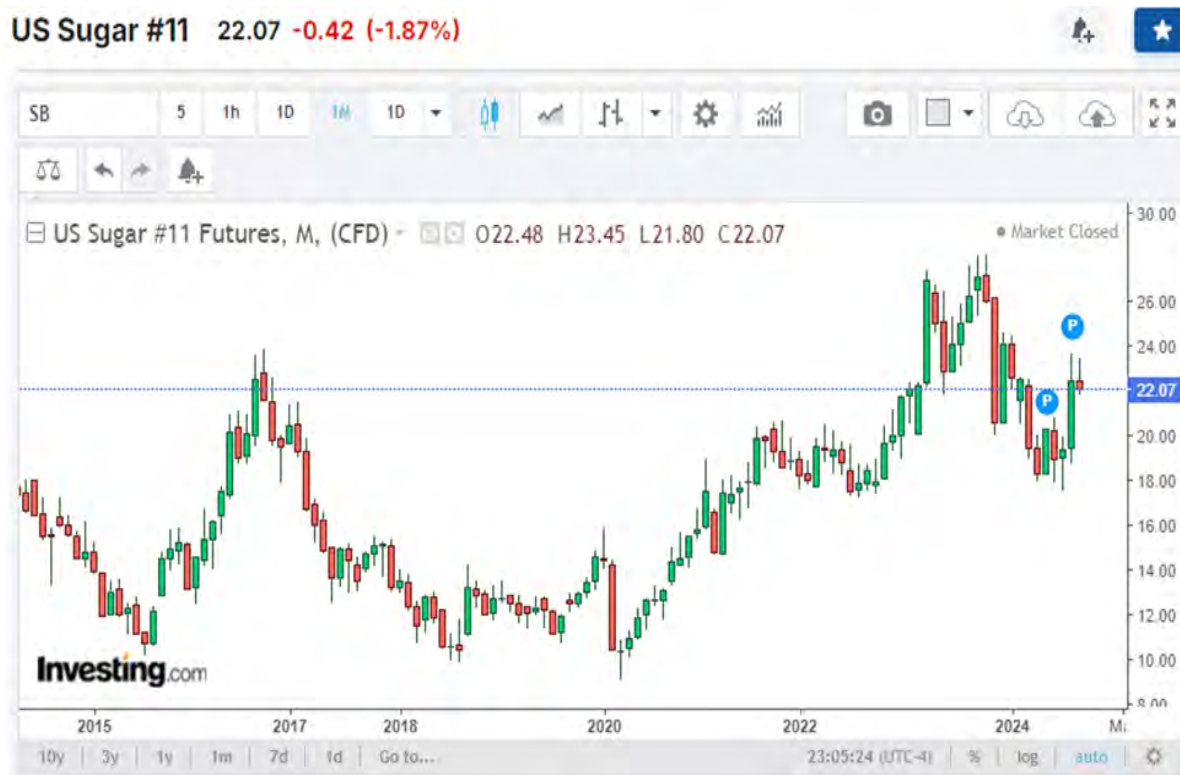 US Sugar #11 22.07 -0.42 (-1.87%)
SB 5 1h 1D 1M 1D
US Sugar #11 Futures, M, (CFD) O22.48 H23.45 L21.80 C22.07
Market Closed
30.00
26.00
P
24.00
22.07
P
20.00
18.00
16.00
14.00
12.00
Investing.com
10.00
8.00
2015 2017 2018 2020 2022 2024
10y 3y 1y 1m 7d 1d Go to... 23:05:24 (UTC-4) % log auto